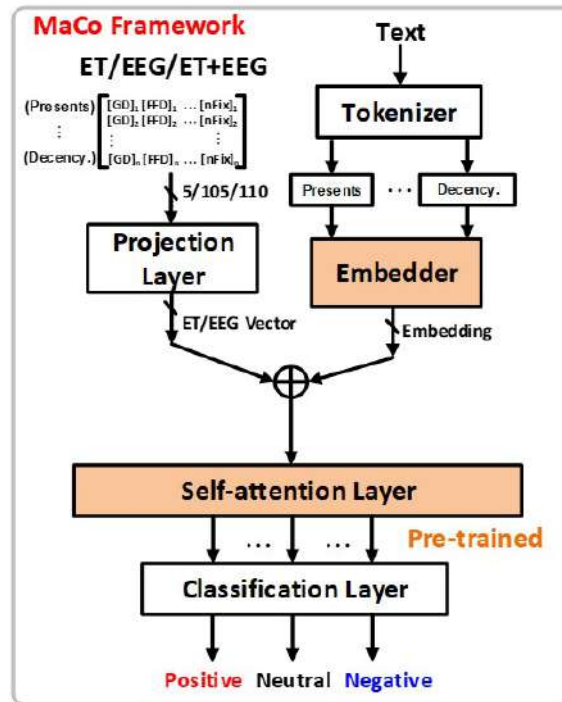 MaCo Framework
ET/EEG/ET+EEG
(Presents) [GD]₁ [FFD]₁ ... [nFix]₁
⋮ [GD]₂ [FFD]₂ ... [nFix]₂
⋮ ⋮ ⋮
(Decency.) [GD]ₙ [FFD]ₙ ... [nFix]ₙ
5/105/110
Projection
Layer
ET/EEG Vector
Text
Tokenizer
Presents ... Decency.
Embedder
Embedding
Self-attention Layer
... ...
Pre-trained
Classification Layer
Positive Neutral Negative